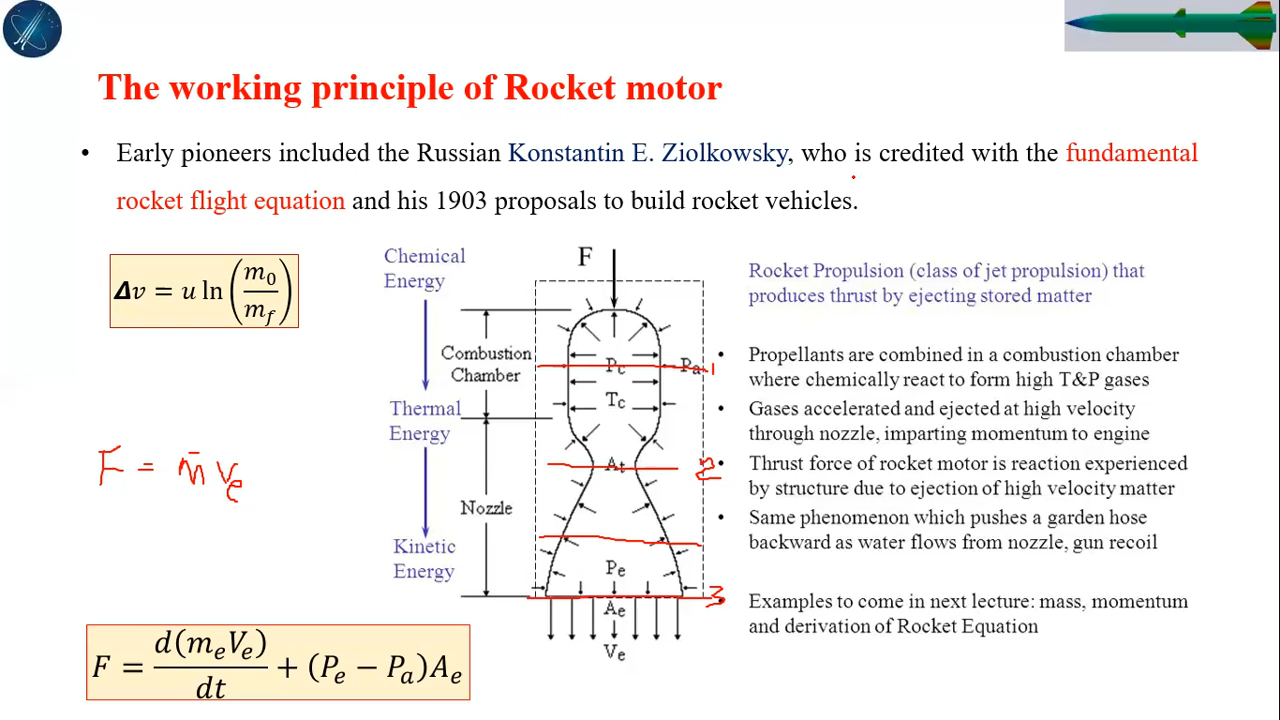 The working principle of Rocket motor
• Early pioneers included the Russian Konstantin E. Ziolkowsky, who is credited with the fundamental
rocket flight equation and his 1903 proposals to build rocket vehicles.
Δv = u ln(m₀/m_f)
F = ṁ vₑ
F = d(mₑVₑ)/dt + (Pₑ − Pₐ)Aₑ
Chemical
Energy
Thermal
Energy
Kinetic
Energy
Combustion
Chamber
Nozzle
F
P_c
Pₐ
1
T_c
A_t
2
Pₑ
3
Aₑ
Vₑ
Rocket Propulsion (class of jet propulsion) that
produces thrust by ejecting stored matter
• Propellants are combined in a combustion chamber
where chemically react to form high T&P gases
• Gases accelerated and ejected at high velocity
through nozzle, imparting momentum to engine
• Thrust force of rocket motor is reaction experienced
by structure due to ejection of high velocity matter
• Same phenomenon which pushes a garden hose
backward as water flows from nozzle, gun recoil
• Examples to come in next lecture: mass, momentum
and derivation of Rocket Equation